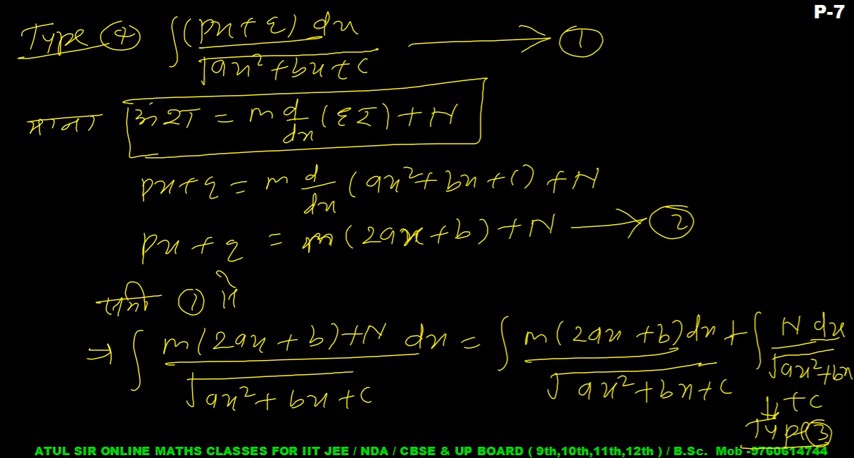 P-7
Type ④ ∫ (px+q) dx / √(ax²+bx+c) ⟶ ①
माना अंश = m d/dx (हर) + N
px+q = m d/dx (ax²+bx+c) + N
px+q = m(2ax+b)+N ⟶ ②
① में
⇒ ∫ m(2ax+b)+N / √(ax²+bx+c) dx = ∫ m(2ax+b)dx / √(ax²+bx+c) + ∫ N dx / √(ax²+bx+c)
↓
Type ③
ATUL SIR ONLINE MATHS CLASSES FOR IIT JEE / NDA / CBSE & UP BOARD ( 9th,10th,11th,12th ) / B.Sc. Mob -9760614744